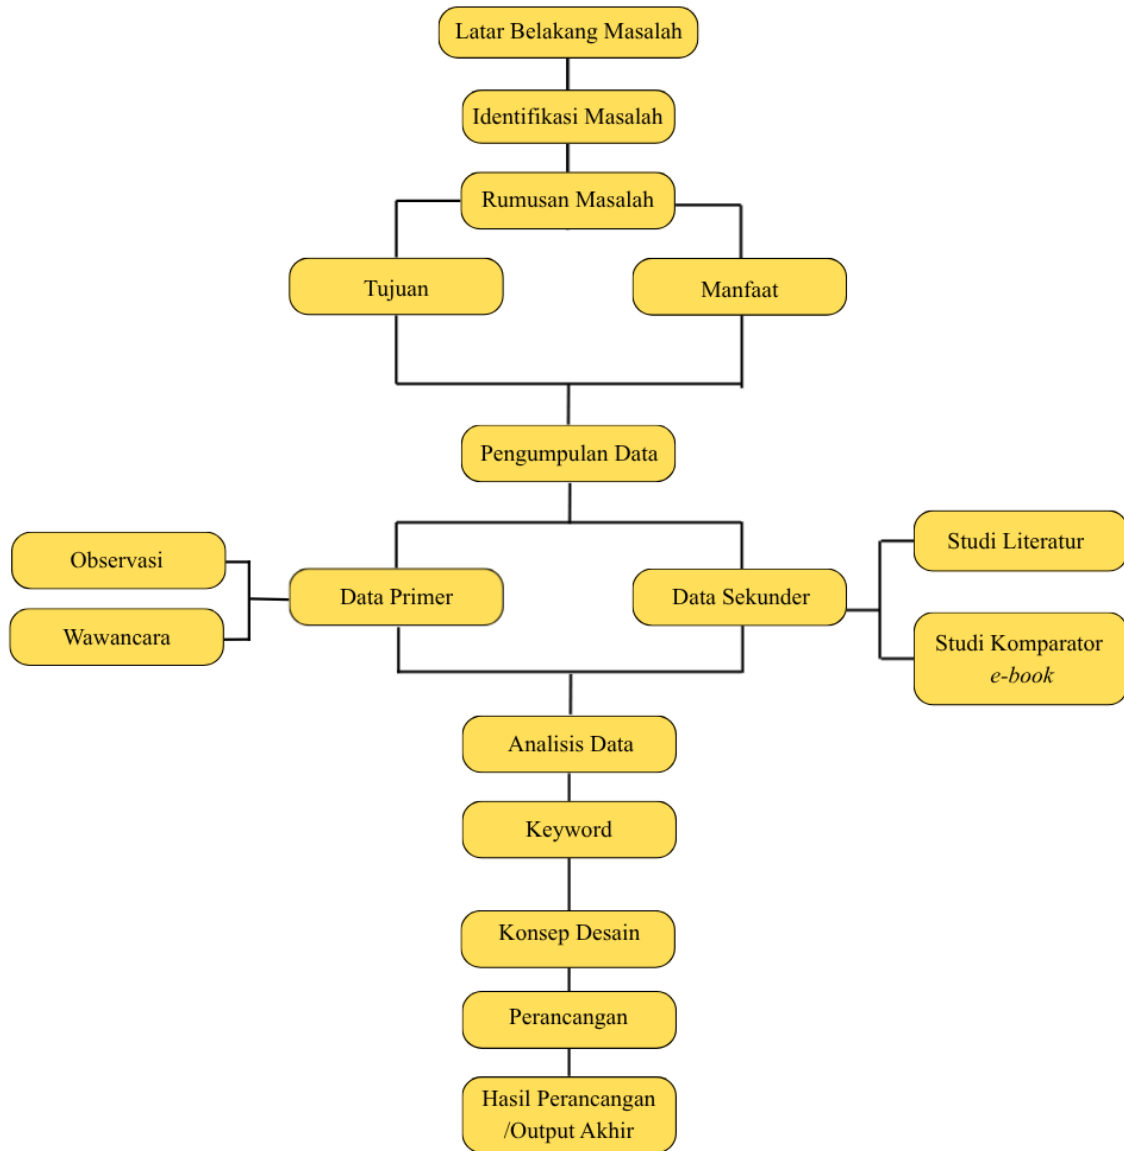 Latar Belakang Masalah
Identifikasi Masalah
Rumusan Masalah
Tujuan
Manfaat
Pengumpulan Data
Observasi
Wawancara
Data Primer
Data Sekunder
Studi Literatur
Studi Komparator
e-book
Analisis Data
Keyword
Konsep Desain
Perancangan
Hasil Perancangan
/Output Akhir